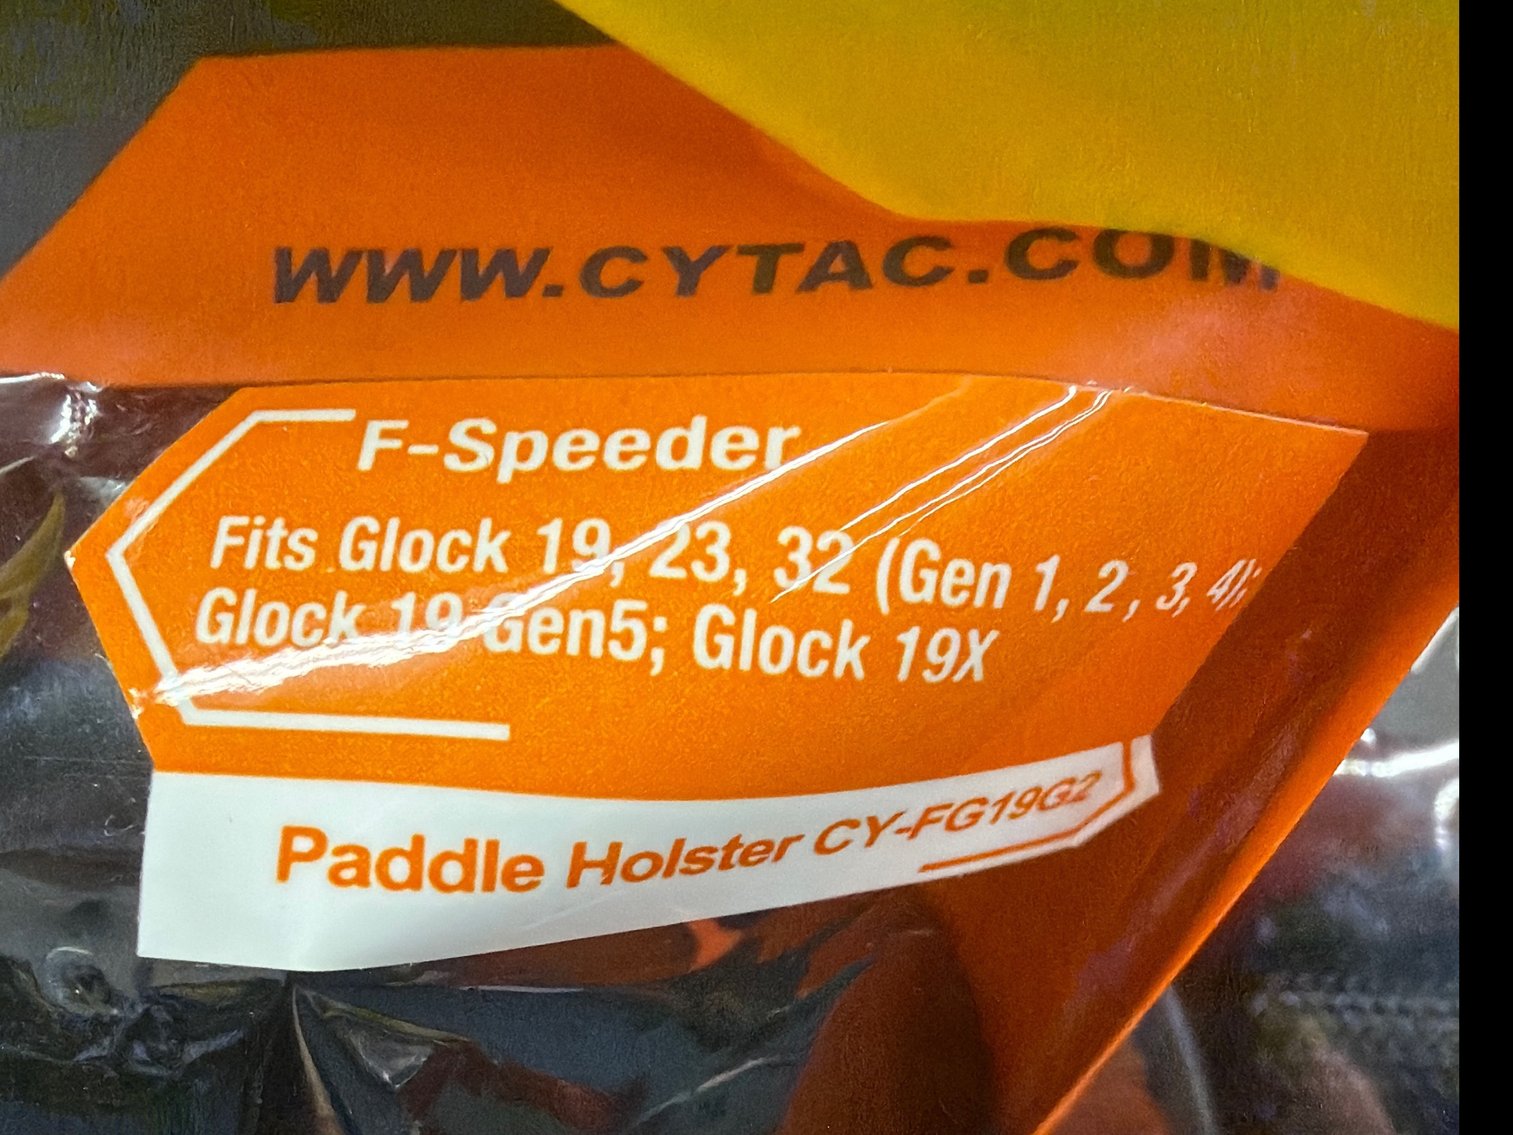 WWW.CYTAC.COM
F-Speeder
Fits Glock 19, 23, 32 (Gen 1, 2, 3, 4);
Glock 19 Gen5; Glock 19X
Paddle Holster CY-FG19G2